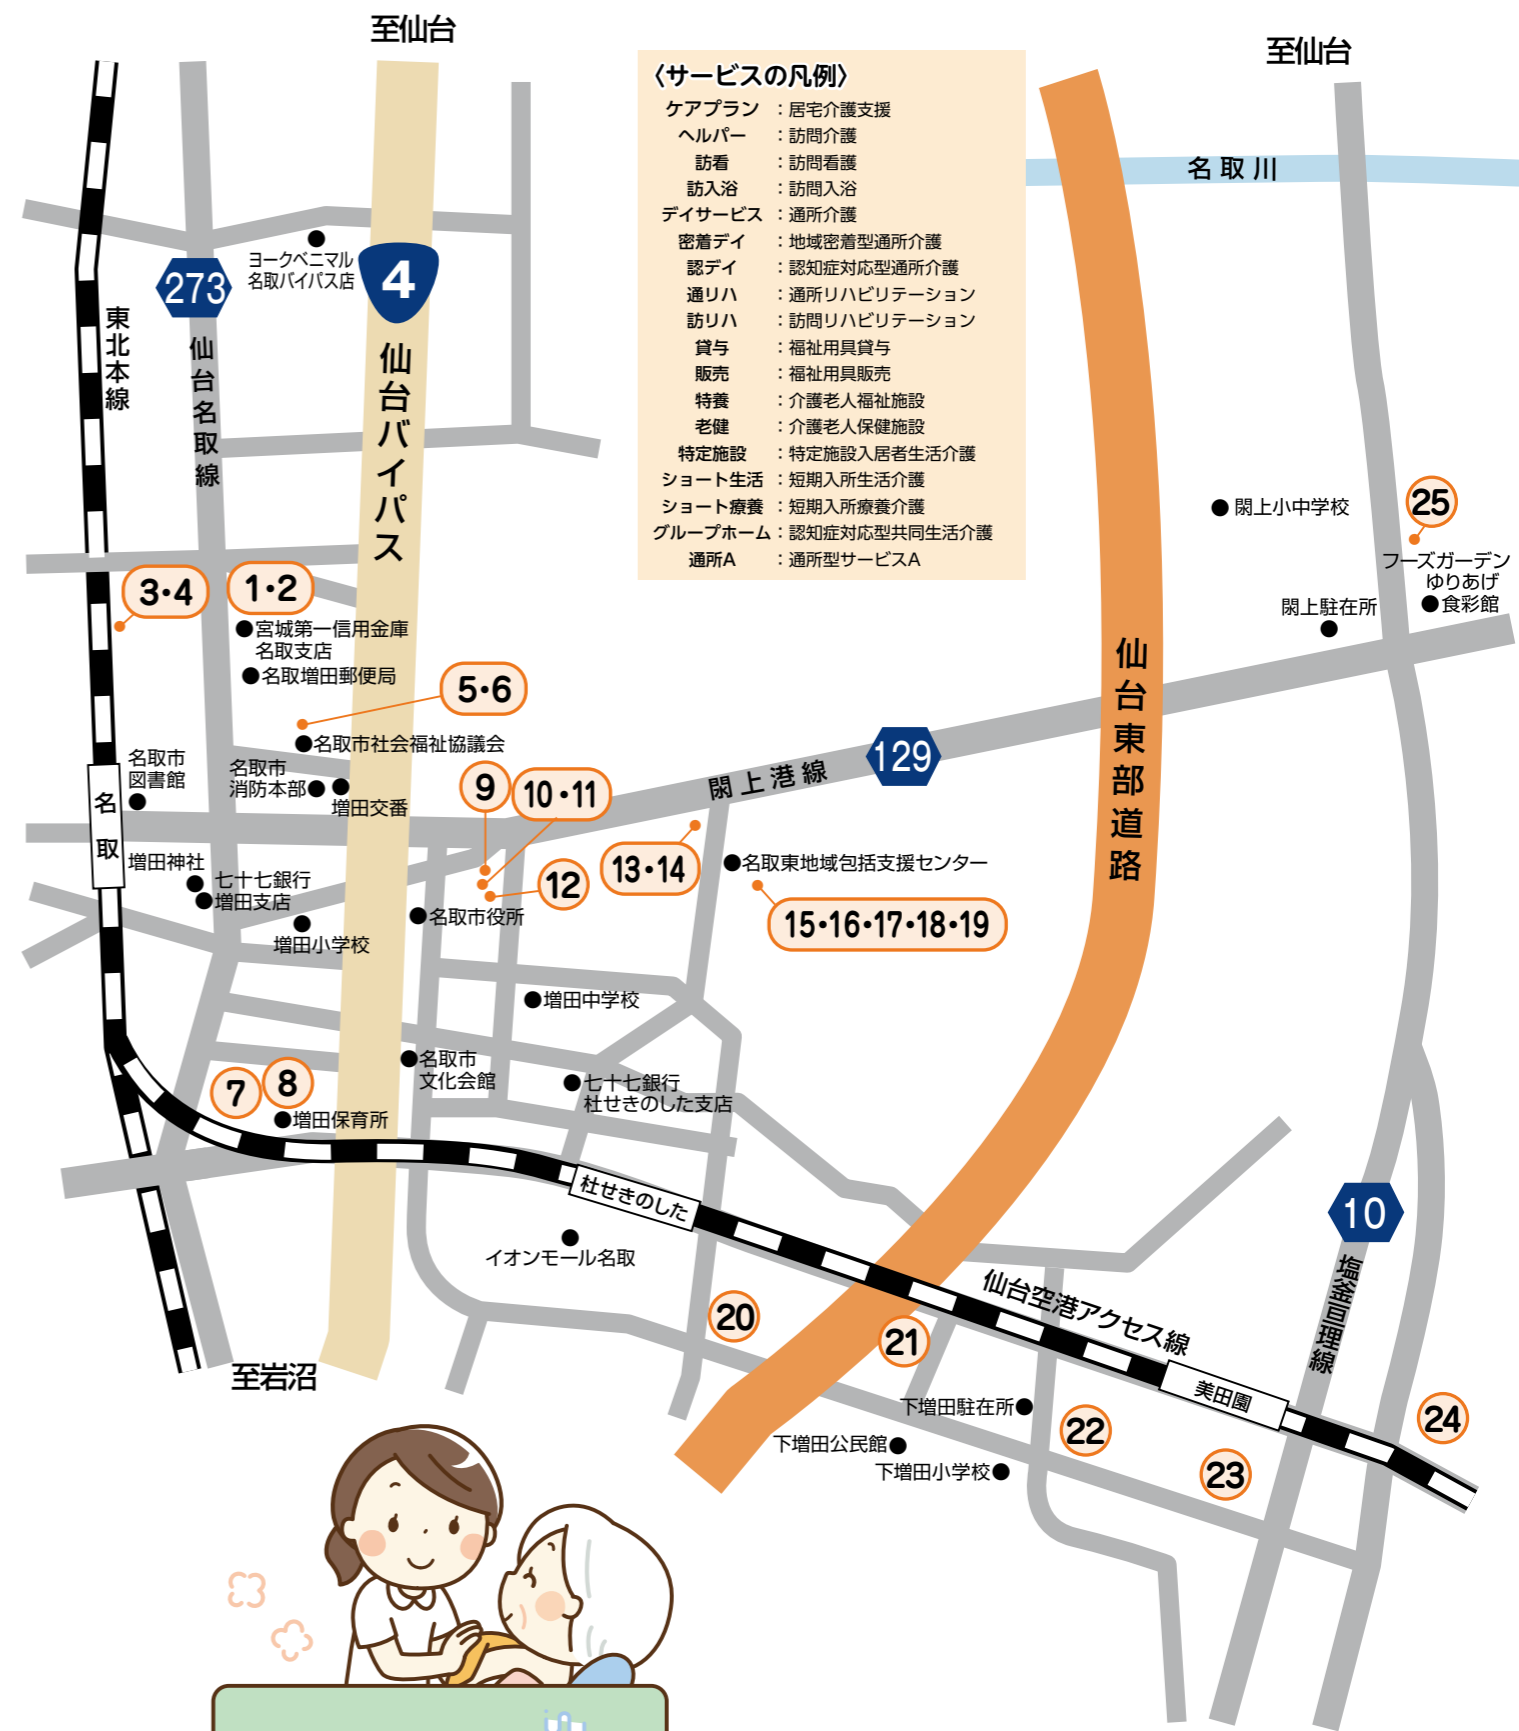 至仙台
至仙台
〈サービスの凡例〉
ケアプラン：居宅介護支援
ヘルパー：訪問介護
訪看：訪問看護
訪入浴：訪問入浴
デイサービス：通所介護
密着デイ：地域密着型通所介護
認デイ：認知症対応型通所介護
通リハ：通所リハビリテーション
訪リハ：訪問リハビリテーション
貸与：福祉用具貸与
販売：福祉用具販売
特養：介護老人福祉施設
老健：介護老人保健施設
特定施設：特定施設入居者生活介護
ショート生活：短期入所生活介護
ショート療養：短期入所療養介護
グループホーム：認知症対応型共同生活介護
通所A：通所型サービスA
名取川
ヨークベニマル
名取バイパス店
273
4
東北本線
仙台名取線
仙台バイパス
閖上小中学校
25
フーズガーデン
ゆりあげ
食彩館
閖上駐在所
3・4
1・2
宮城第一信用金庫
名取支店
名取増田郵便局
5・6
名取市社会福祉協議会
仙台東部道路
129
閖上港線
名取市
図書館
名取市
消防本部
増田交番
9
10・11
名取
13・14
名取東地域包括支援センター
増田神社
七十七銀行
増田支店
12
名取市役所
15・16・17・18・19
増田小学校
増田中学校
名取市
文化会館
七十七銀行
杜せきのした支店
7
8
増田保育所
杜せきのした
イオンモール名取
10
塩釜亘理線
仙台空港アクセス線
20
21
美田園
至岩沼
下増田駐在所
22
24
下増田公民館
下増田小学校
23